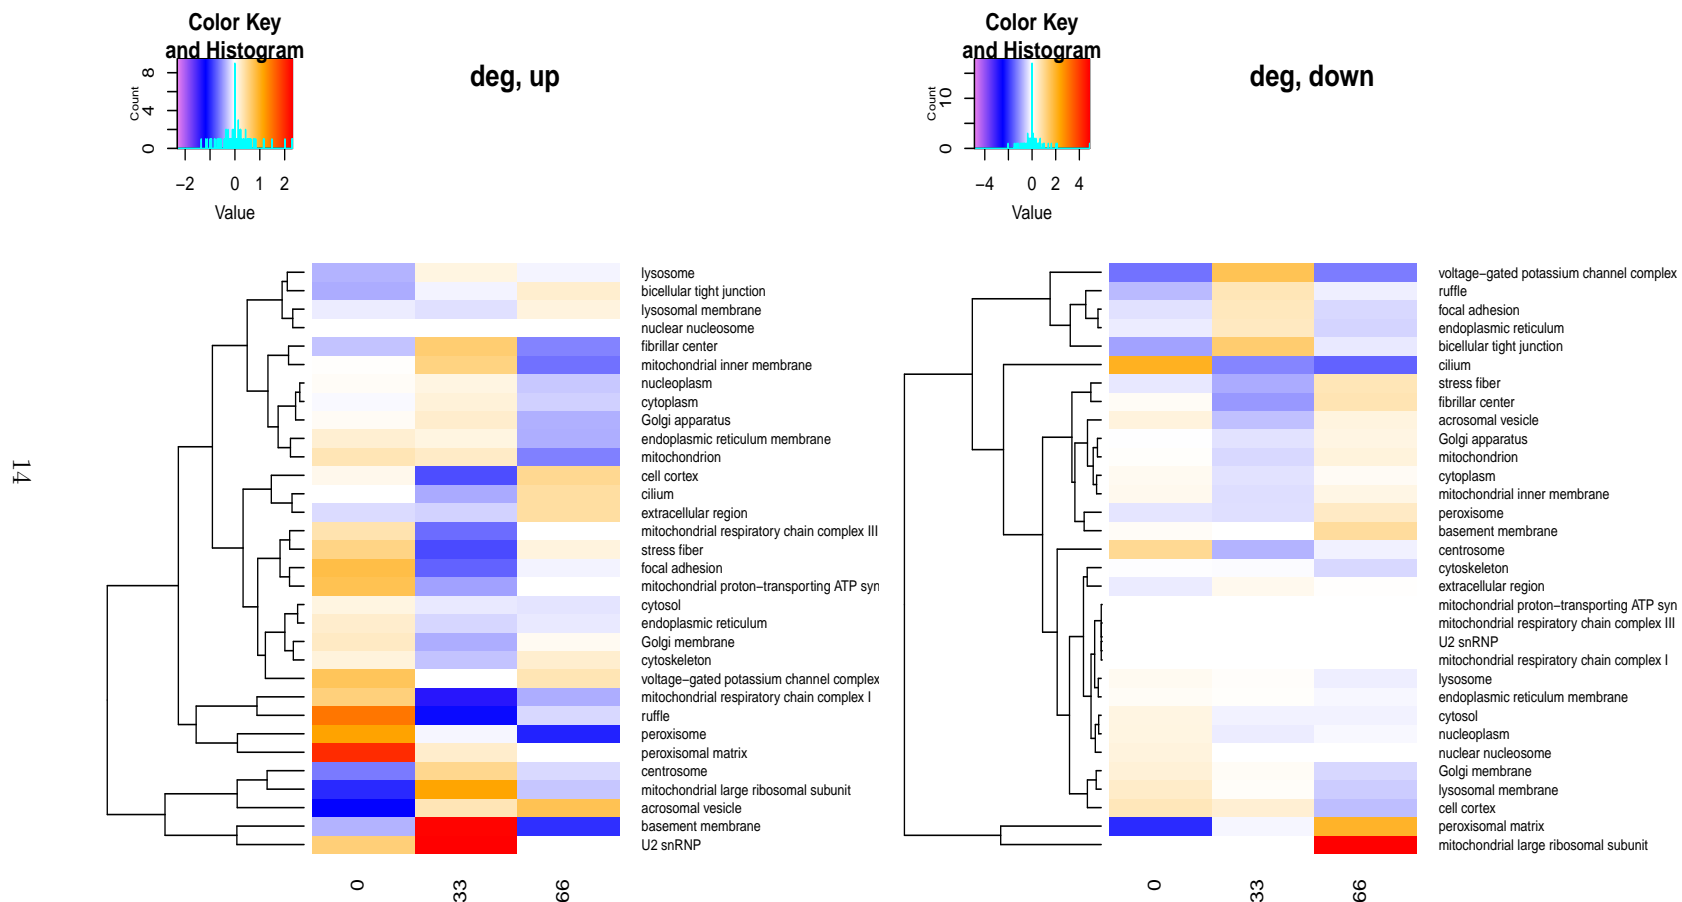 Color Key
and Histogram
Count
0 4 8
−2 0 1 2
Value
deg, up
lysosome
bicellular tight junction
lysosomal membrane
nuclear nucleosome
fibrillar center
mitochondrial inner membrane
nucleoplasm
cytoplasm
Golgi apparatus
endoplasmic reticulum membrane
mitochondrion
cell cortex
cilium
extracellular region
mitochondrial respiratory chain complex III
stress fiber
focal adhesion
mitochondrial proton−transporting ATP syn
cytosol
endoplasmic reticulum
Golgi membrane
cytoskeleton
voltage−gated potassium channel complex
mitochondrial respiratory chain complex I
ruffle
peroxisome
peroxisomal matrix
centrosome
mitochondrial large ribosomal subunit
acrosomal vesicle
basement membrane
U2 snRNP
0 33 66
Color Key
and Histogram
Count
0 10
−4 0 2 4
Value
deg, down
voltage−gated potassium channel complex
ruffle
focal adhesion
endoplasmic reticulum
bicellular tight junction
cilium
stress fiber
fibrillar center
acrosomal vesicle
Golgi apparatus
mitochondrion
cytoplasm
mitochondrial inner membrane
peroxisome
basement membrane
centrosome
cytoskeleton
extracellular region
mitochondrial proton−transporting ATP syn
mitochondrial respiratory chain complex III
U2 snRNP
mitochondrial respiratory chain complex I
lysosome
endoplasmic reticulum membrane
cytosol
nucleoplasm
nuclear nucleosome
Golgi membrane
lysosomal membrane
cell cortex
peroxisomal matrix
mitochondrial large ribosomal subunit
0 33 66
14